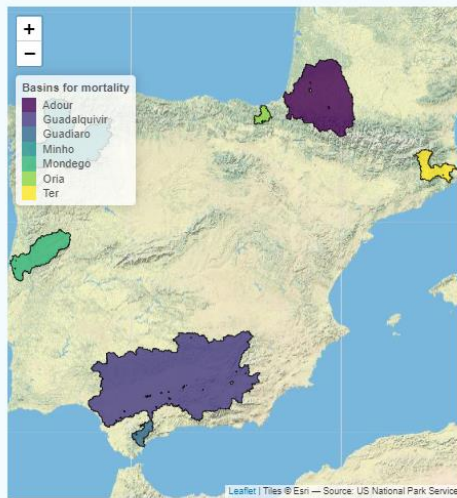 +
−
Basins for mortality
Adour
Guadalquivir
Guadiaro
Minho
Mondego
Oria
Ter
Leaflet | Tiles © Esri — Source: US National Park Service